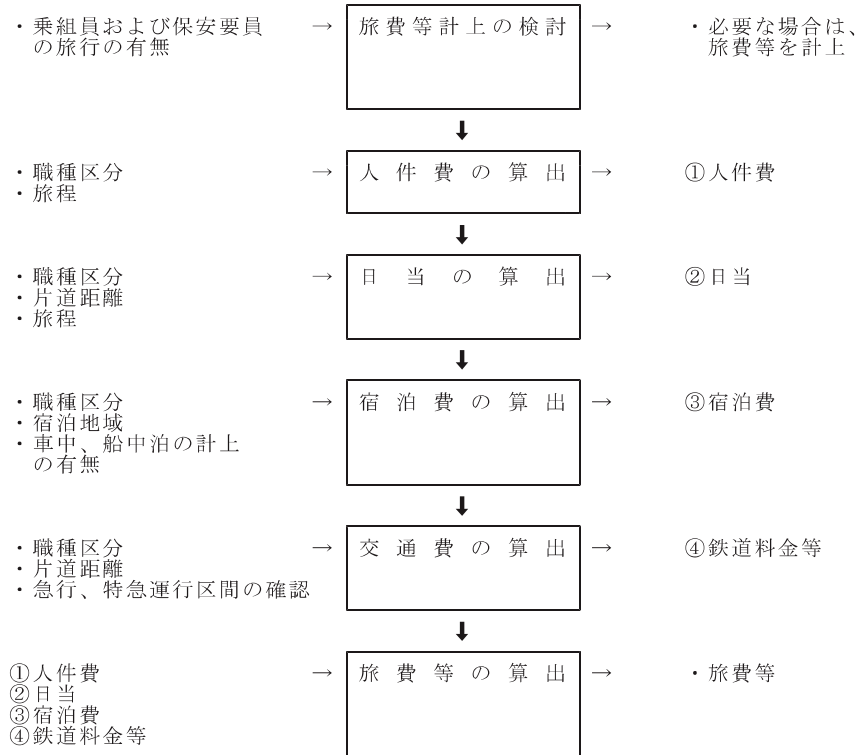 ・乗組員および保安要員 → 旅費等計上の検討 → ・必要な場合は、
の旅行の有無 旅費等を計上
⬇
・職種区分 → 人件費の算出 → ①人件費
・旅程
⬇
・職種区分 → 日当の算出 → ②日当
・片道距離
・旅程
⬇
・職種区分 → 宿泊費の算出 → ③宿泊費
・宿泊地域
・車中、船中泊の計上
の有無
⬇
・職種区分 → 交通費の算出 → ④鉄道料金等
・片道距離
・急行、特急運行区間の確認
⬇
①人件費 → 旅費等の算出 → ・旅費等
②日当
③宿泊費
④鉄道料金等